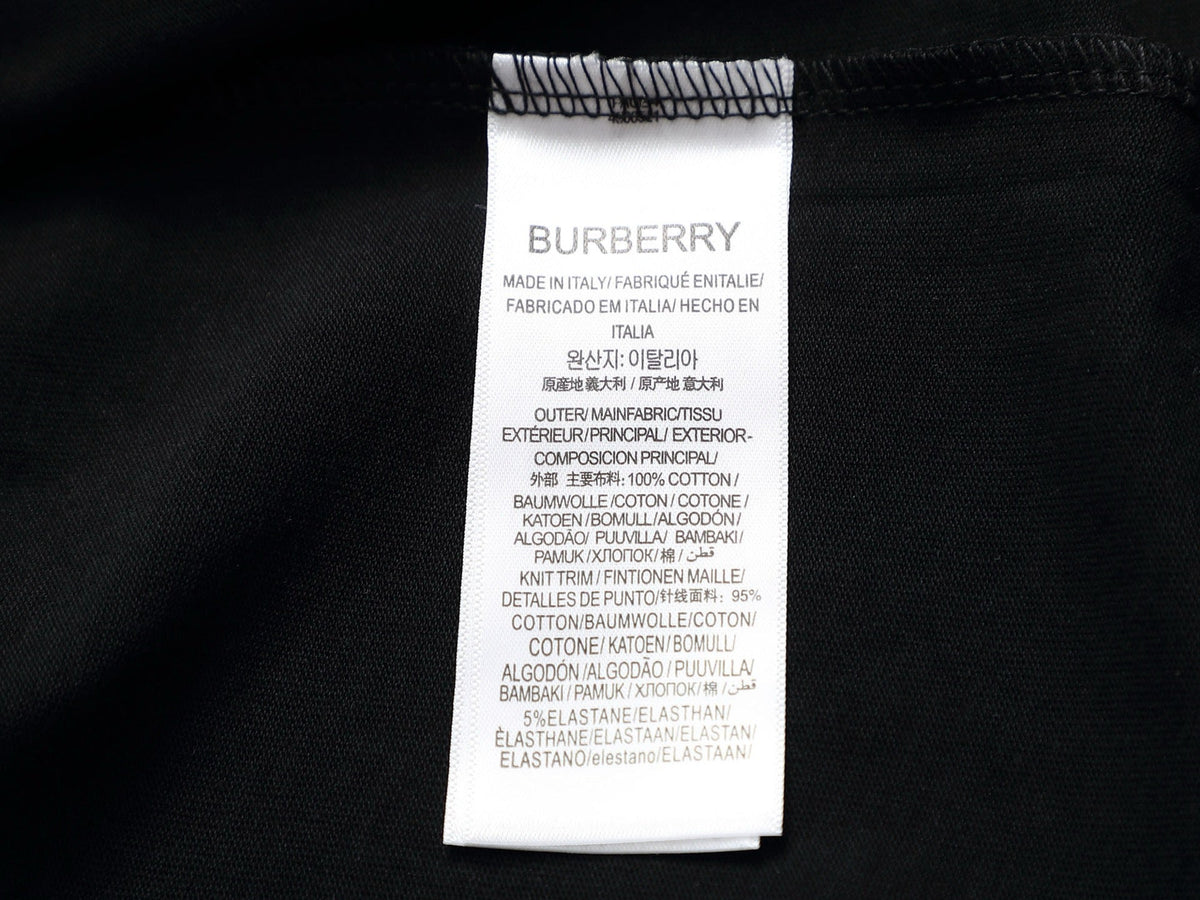 BURBERRY
MADE IN ITALY/ FABRIQUÉ ENITALIE/
FABRICADO EM ITALIA/ HECHO EN
ITALIA
원산지: 이탈리아
原産地義大利 / 原产地 意大利
OUTER/ MAINFABRIC/TISSU
EXTÉRIEUR/PRINCIPAL/ EXTERIOR-
COMPOSICION PRINCIPAL/
外部 主要布料: 100% COTTON /
BAUMWOLLE /COTON / COTONE /
KATOEN / BOMULL/ALGODÓN/
ALGODÃO/ PUUVILLA/ BAMBAKI/
PAMUK / ХЛОПОК/ 棉 / قطن
KNIT TRIM / FINTIONEN MAILLE/
DETALLES DE PUNTO/针线面料: 95%
COTTON/BAUMWOLLE/COTON/
COTONE/ KATOEN/BOMULL/
ALGODÓN /ALGODÃO / PUUVILLA/
BAMBAKI / PAMUK / ХЛОПОК/ 棉 / قطن
5%ELASTANE/ELASTHAN/
ÈLASTHANE/ELASTAAN/ELASTAN/
ELASTANO/elestano/ELASTAAN/